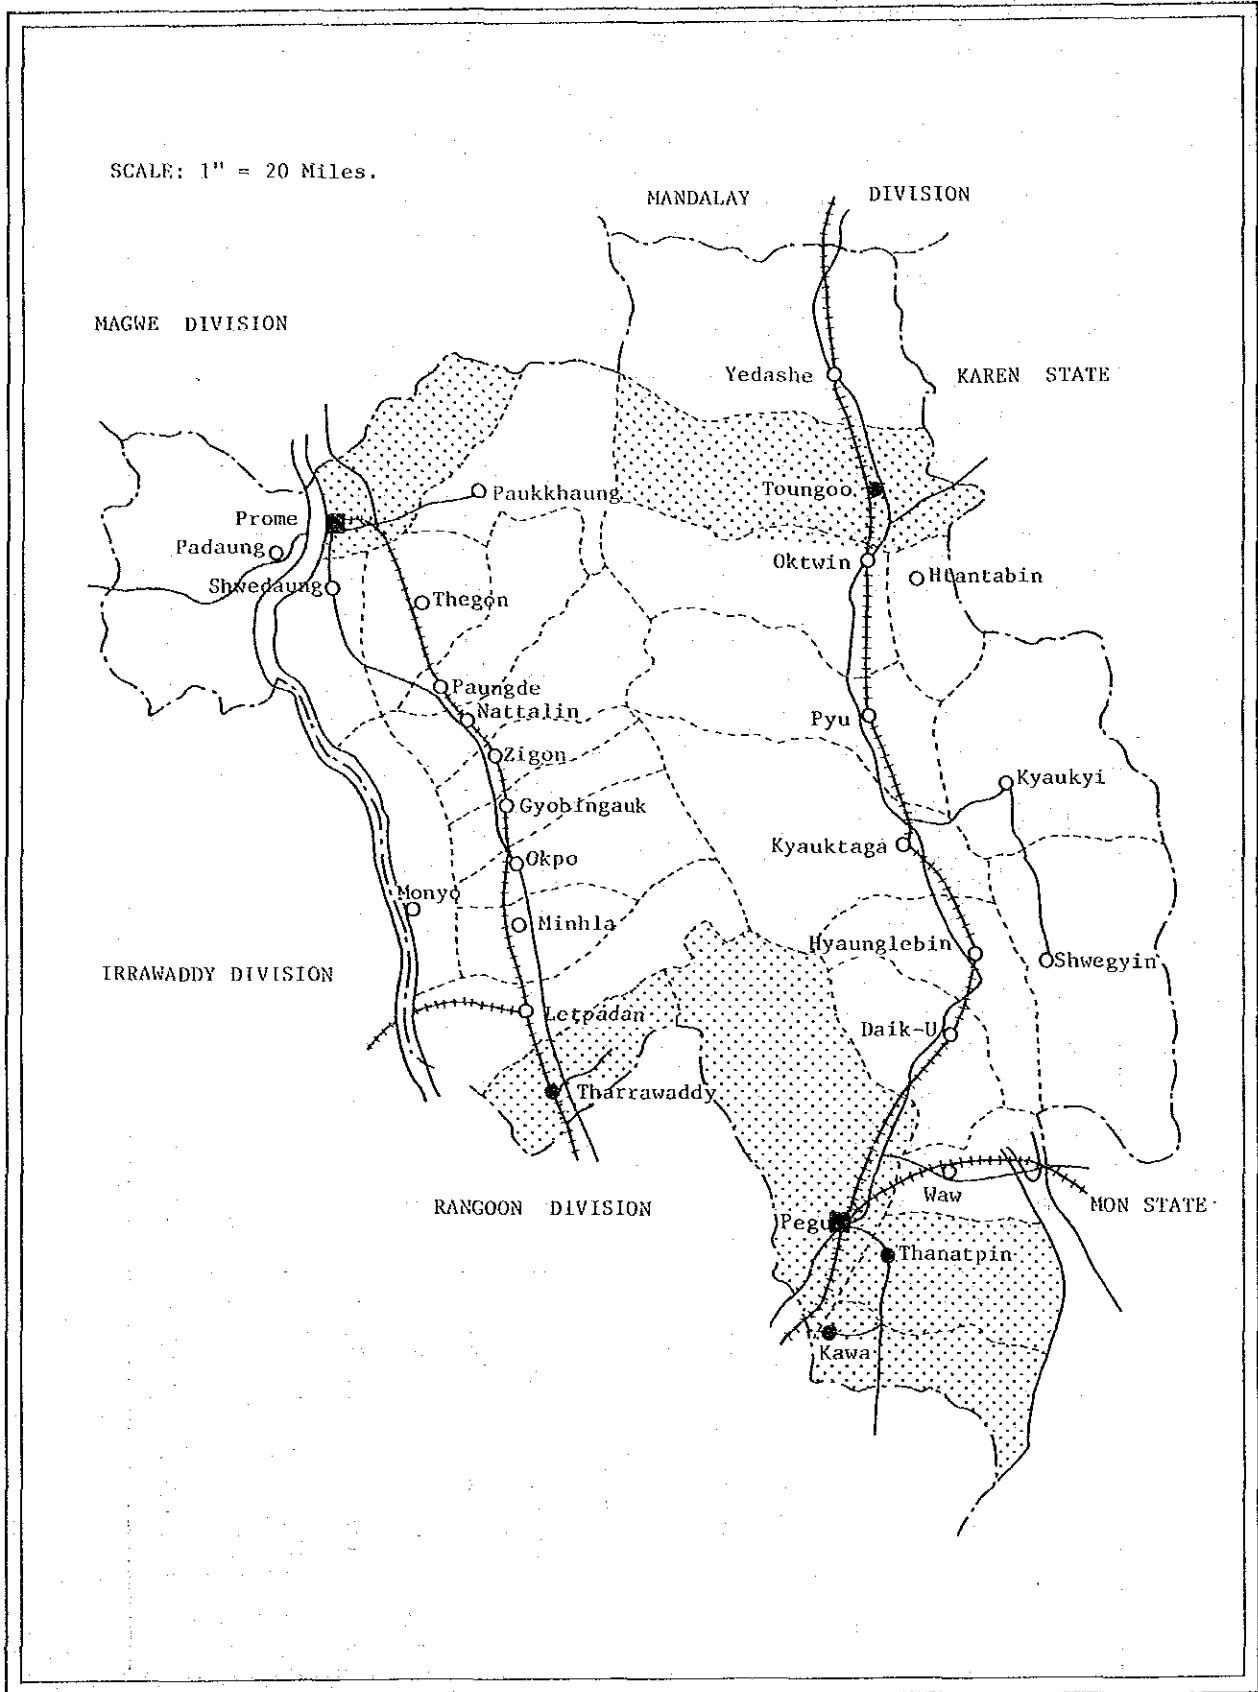 SCALE: 1" = 20 Miles.
MANDALAY DIVISION
MAGWE DIVISION
Yedashe
KAREN STATE
Paukkhaung
Toungoo
Prome
Padaung
Oktwin
Htantabin
Shwedaung
Thegon
Paungde
Nattalin
Pyu
Zigon
Kyaukyi
Gyobingauk
Kyauktaga
Okpo
Monyo
Minhla
Hyaunglebin
Shwegyin
IRRAWADDY DIVISION
Letpadan
Daik-U
Tharrawaddy
Waw
RANGOON DIVISION
MON STATE
Pegu
Thanatpin
Kawa